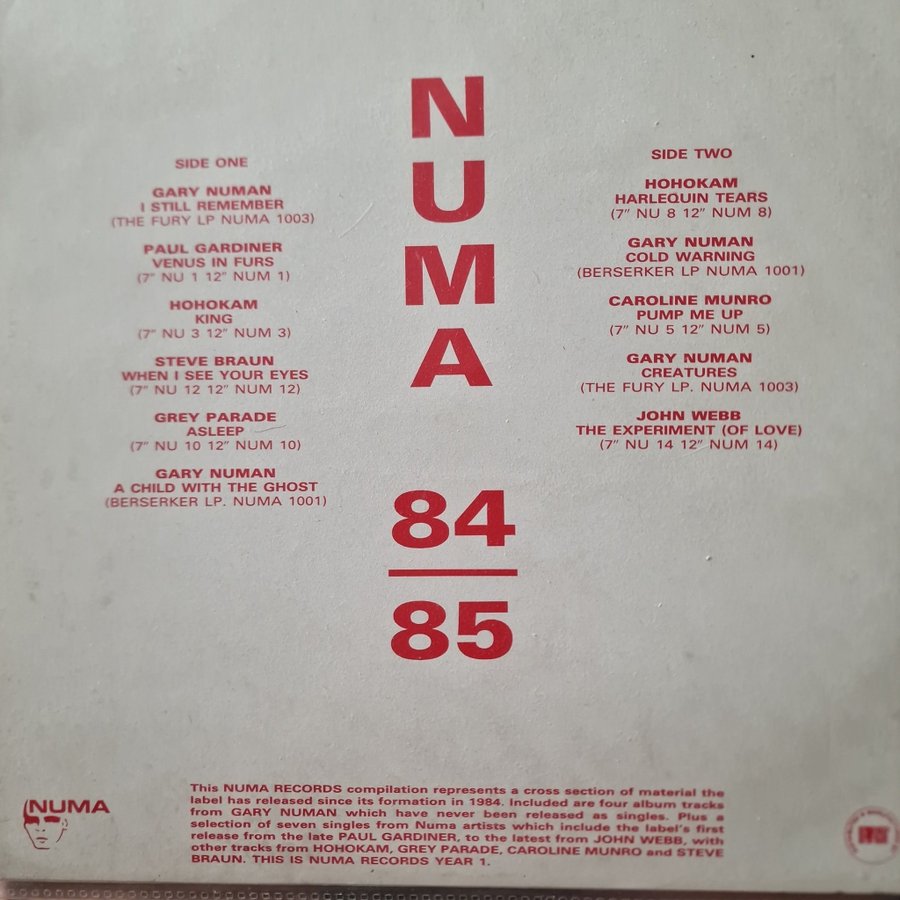 NUMA
84
85
SIDE ONE
GARY NUMAN
I STILL REMEMBER
(THE FURY LP NUMA 1003)
PAUL GARDINER
VENUS IN FURS
(7" NU 1 12" NUM 1)
HOHOKAM
KING
(7" NU 3 12" NUM 3)
STEVE BRAUN
WHEN I SEE YOUR EYES
(7" NU 12 12" NUM 12)
GREY PARADE
ASLEEP
(7" NU 10 12" NUM 10)
GARY NUMAN
A CHILD WITH THE GHOST
(BERSERKER LP. NUMA 1001)
SIDE TWO
HOHOKAM
HARLEQUIN TEARS
(7" NU 8 12" NUM 8)
GARY NUMAN
COLD WARNING
(BERSERKER LP NUMA 1001)
CAROLINE MUNRO
PUMP ME UP
(7" NU 5 12" NUM 5)
GARY NUMAN
CREATURES
(THE FURY LP. NUMA 1003)
JOHN WEBB
THE EXPERIMENT (OF LOVE)
(7" NU 14 12" NUM 14)
NUMA
This NUMA RECORDS compilation represents a cross section of material the
label has released since its formation in 1984. Included are four album tracks
from GARY NUMAN which have never been released as singles. Plus a
selection of seven singles from Numa artists which include the label's first
release from the late PAUL GARDINER, to the latest from JOHN WEBB, with
other tracks from HOHOKAM, GREY PARADE, CAROLINE MUNRO and STEVE
BRAUN. THIS IS NUMA RECORDS YEAR 1.